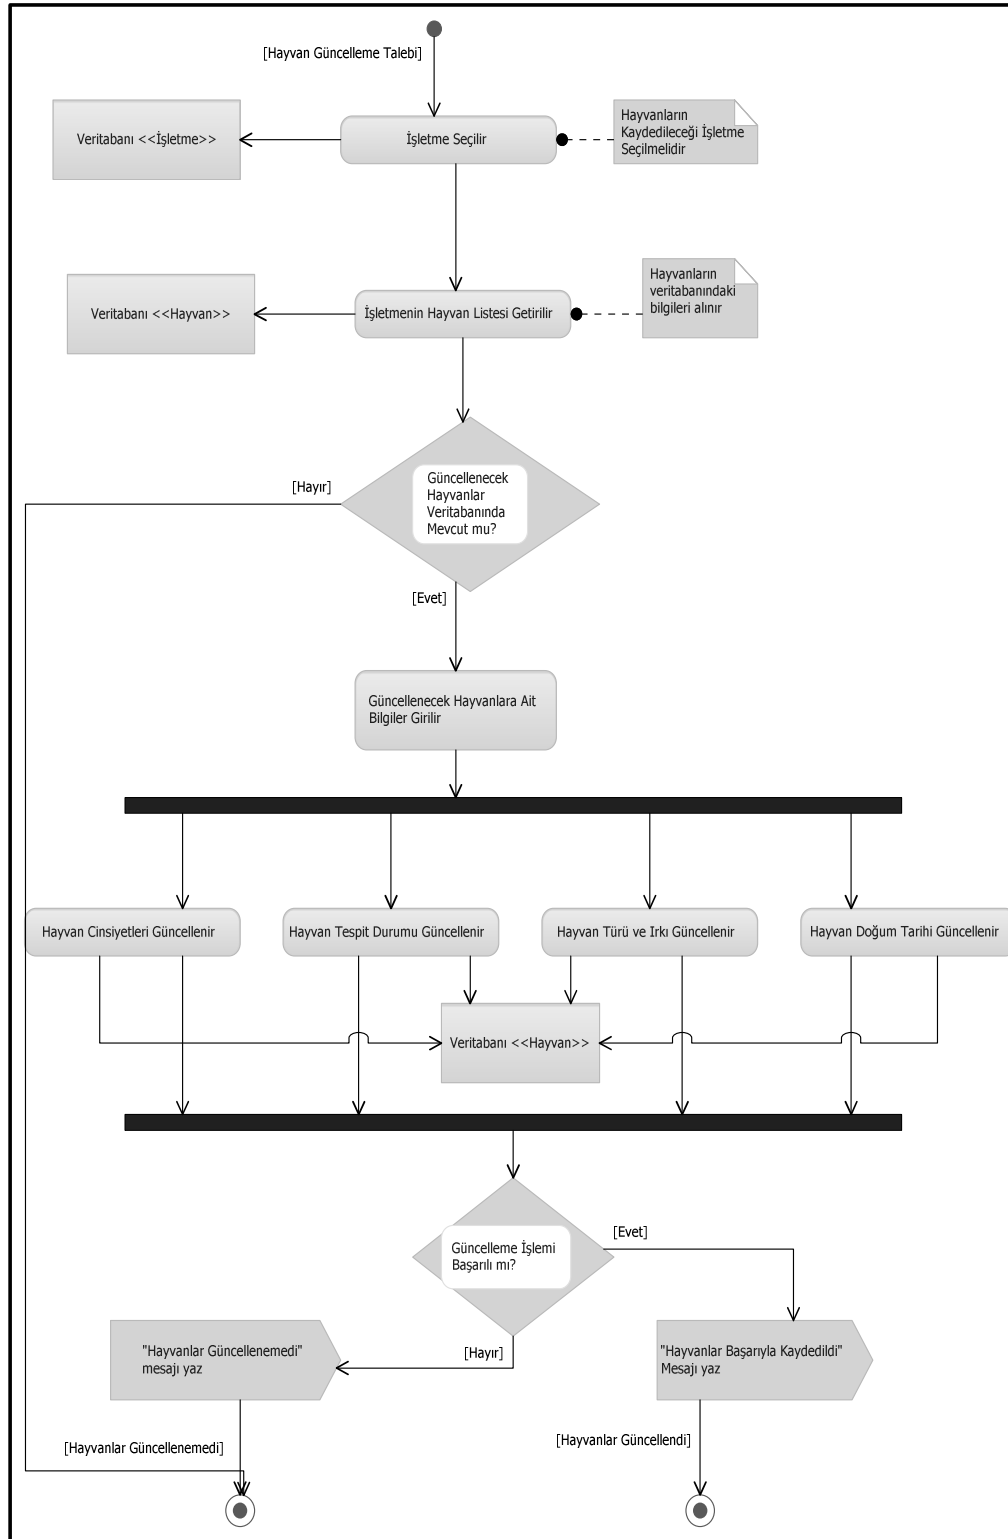 [Hayvan Güncelleme Talebi]
Veritabanı <<İşletme>>
İşletme Seçilir
Hayvanların
Kaydedileceği İşletme
Seçilmelidir
Veritabanı <<Hayvan>>
İşletmenin Hayvan Listesi Getirilir
Hayvanların
veritabanındaki
bilgileri alınır
[Hayır]
Güncellenecek
Hayvanlar
Veritabanında
Mevcut mu?
[Evet]
Güncellenecek Hayvanlara Ait
Bilgiler Girilir
Hayvan Cinsiyetleri Güncellenir
Hayvan Tespit Durumu Güncellenir
Hayvan Türü ve Irkı Güncellenir
Hayvan Doğum Tarihi Güncellenir
Veritabanı <<Hayvan>>
Güncelleme İşlemi
Başarılı mı?
[Evet]
[Hayır]
"Hayvanlar Güncellenemedi"
mesajı yaz
"Hayvanlar Başarıyla Kaydedildi"
Mesajı yaz
[Hayvanlar Güncellenemedi]
[Hayvanlar Güncellendi]